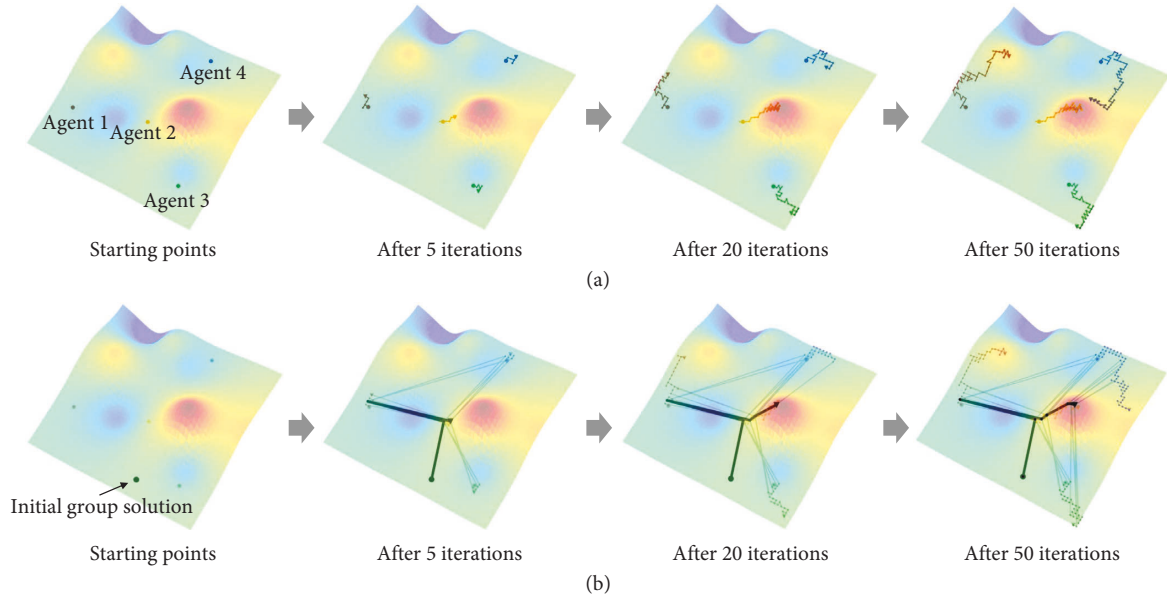 Agent 4
Agent 1
Agent 2
Agent 3
Starting points
After 5 iterations
After 20 iterations
After 50 iterations
(a)
Initial group solution
Starting points
After 5 iterations
After 20 iterations
After 50 iterations
(b)